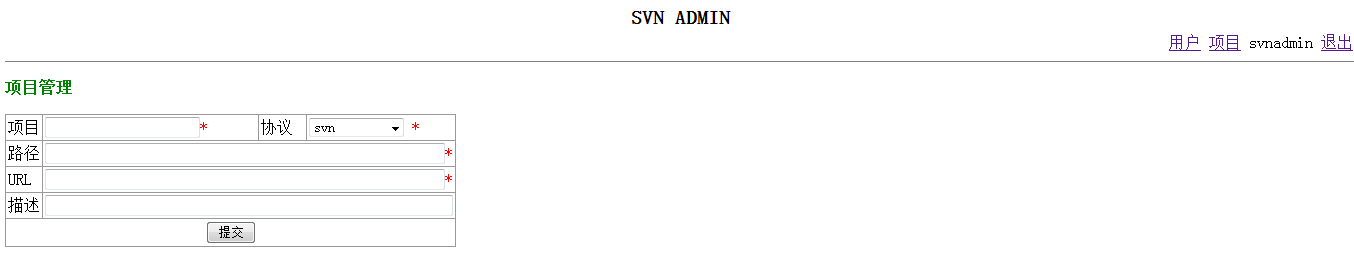 SVN ADMIN
用户 项目 svnadmin 退出
项目管理
项目 * 协议 svn *
路径 *
URL *
描述
提交